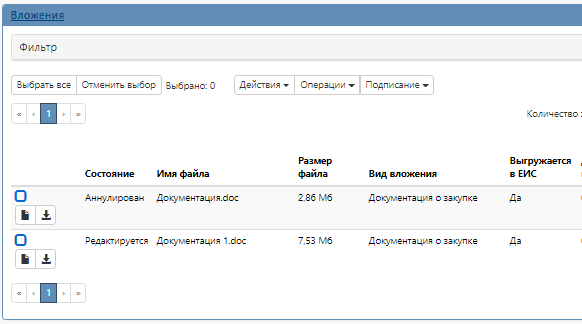 Вложения
Фильтр
Выбрать все Отменить выбор Выбрано: 0 Действия Операции Подписание
« ‹ 1 › » Количество
Состояние Имя файла Размер файла Вид вложения Выгружается в ЕИС
Аннулирован Документация.doc 2,86 Мб Документация о закупке Да
Редактируется Документация 1.doc 7,53 Мб Документация о закупке Да
« ‹ 1 › »